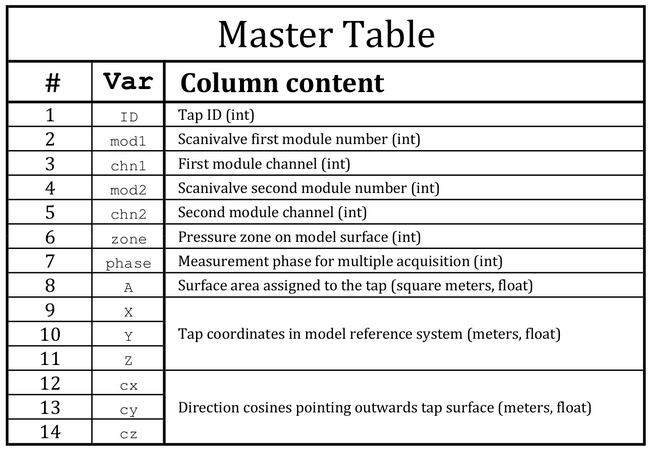 Master Table
# Var Column content
1 ID Tap ID (int)
2 mod1 Scanivalve first module number (int)
3 chn1 First module channel (int)
4 mod2 Scanivalve second module number (int)
5 chn2 Second module channel (int)
6 zone Pressure zone on model surface (int)
7 phase Measurement phase for multiple acquisition (int)
8 A Surface area assigned to the tap (square meters, float)
9 X
10 Y Tap coordinates in model reference system (meters, float)
11 Z
12 cx
13 cy Direction cosines pointing outwards tap surface (meters, float)
14 cz